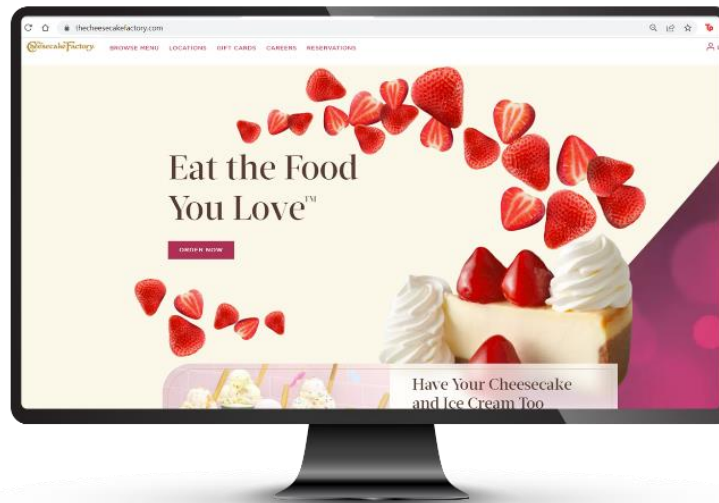 thecheesecakefactory.com
The Cheesecake Factory
BROWSE MENU LOCATIONS GIFT CARDS CAREERS RESERVATIONS
Eat the Food
You Love™
ORDER NOW
Have Your Cheesecake
and Ice Cream Too